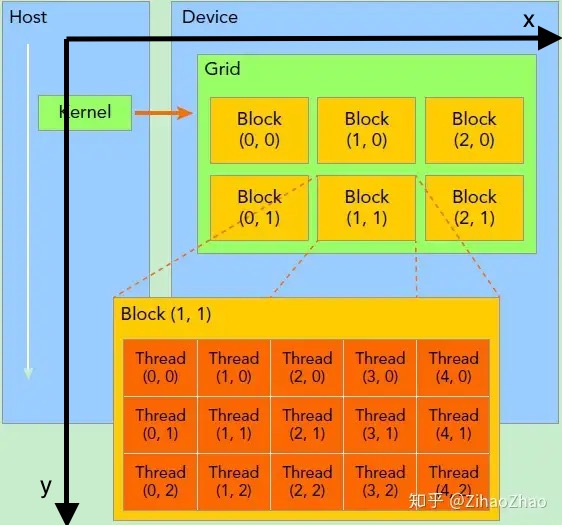 Host
Device
x
Grid
Kernel
Block Block Block
(0, 0) (1, 0) (2, 0)
Block Block Block
(0, 1) (1, 1) (2, 1)
Block (1, 1)
Thread Thread Thread Thread Thread
(0, 0) (1, 0) (2, 0) (3, 0) (4, 0)
Thread Thread Thread Thread Thread
(0, 1) (1, 1) (2, 1) (3, 1) (4, 1)
Thread Thread Thread Thread Thread
(0, 2) (1, 2) (2, 2) (3, 2) (4, 2)
y
知乎 @ZihaoZhao